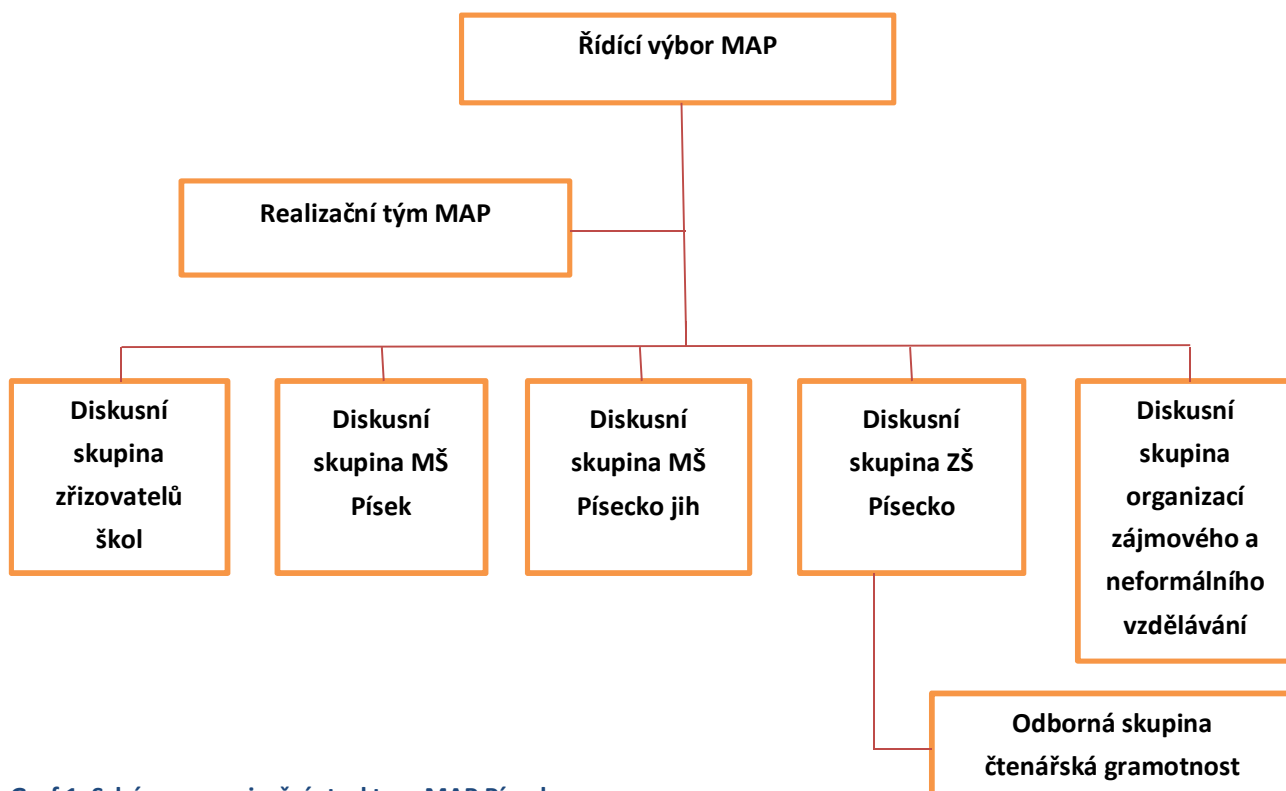 Řídící výbor MAP
Realizační tým MAP
Diskusní
skupina
zřizovatelů
škol
Diskusní
skupina MŠ
Písek
Diskusní
skupina MŠ
Písecko jih
Diskusní
skupina ZŠ
Písecko
Diskusní
skupina
organizací
zájmového a
neformálního
vzdělávání
Odborná skupina
čtenářská gramotnost